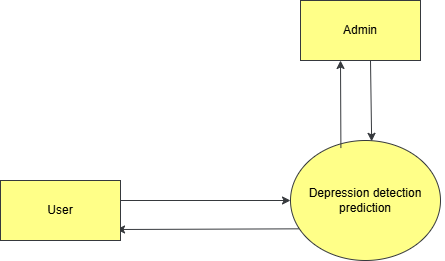 Admin
Depression detection
prediction
User